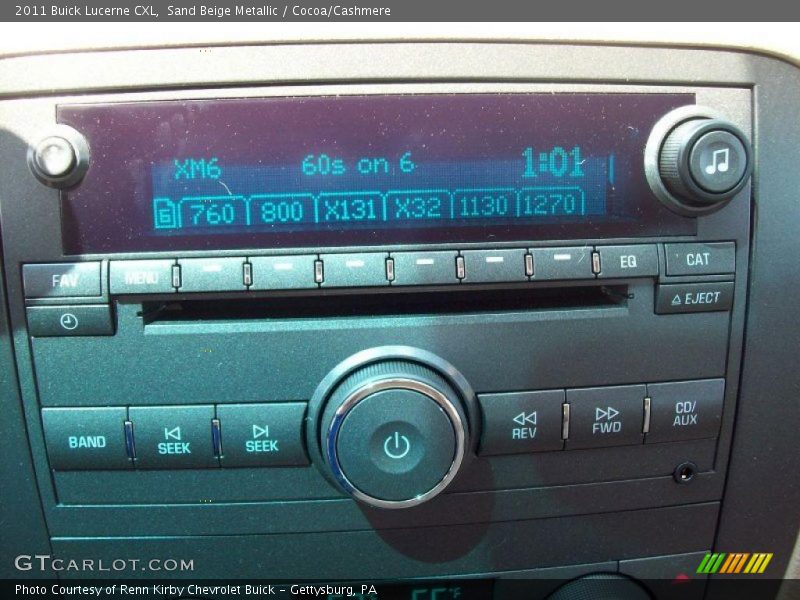 2011 Buick Lucerne CXL,  Sand Beige Metallic / Cocoa/Cashmere
XM6 60s on 6 1:01
6 760 800 X131 X32 1130 1270
FAV MENU EQ CAT
EJECT
BAND SEEK SEEK REV FWD CD/
AUX
GTCARLOT.COM
Photo Courtesy of Renn Kirby Chevrolet Buick - Gettysburg, PA